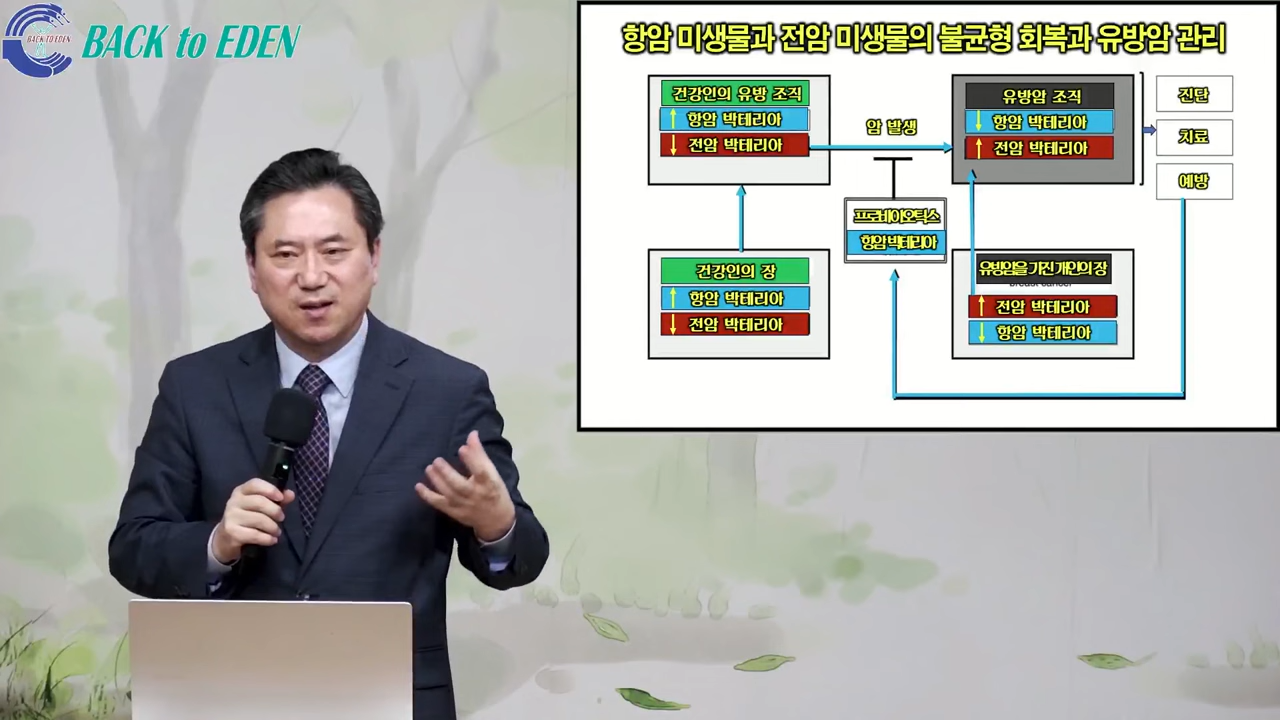 BACK TO EDEN
BACK to EDEN
항암 미생물과 전암 미생물의 불균형 회복과 유방암 관리
건강인의 유방 조직
↑ 항암 박테리아
↓ 전암 박테리아
암 발생
유방암 조직
↓ 항암 박테리아
↑ 전암 박테리아
진단
치료
예방
프로바이오틱스
항암 박테리아
건강인의 장
↑ 항암 박테리아
↓ 전암 박테리아
유방암을 가진 개인의 장
breast cancer
↑ 전암 박테리아
↓ 항암 박테리아